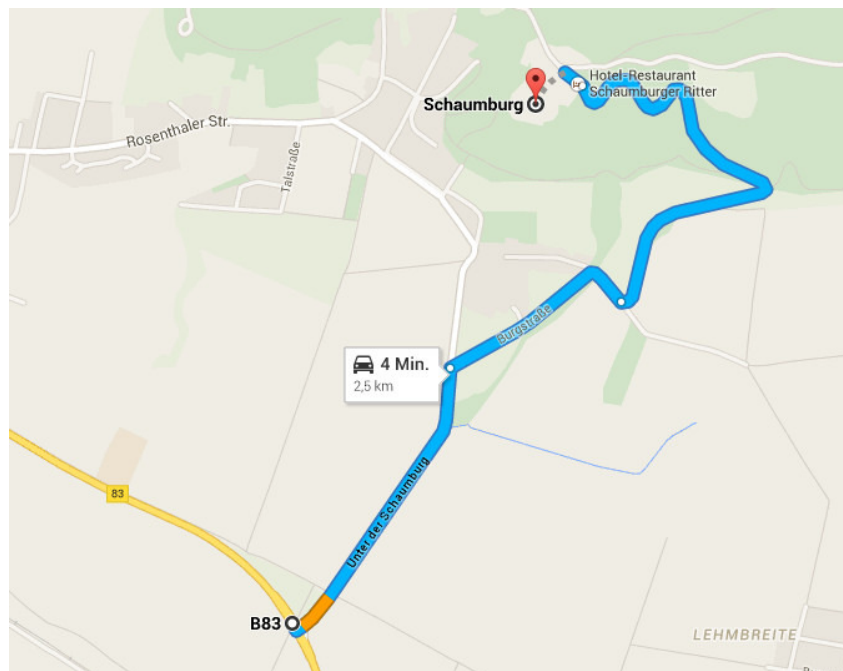 Hotel-Restaurant
Schaumburger Ritter
Schaumburg
Rosenthaler Str.
Talstraße
Burgstraße
4 Min.
2,5 km
Unter der Schaumburg
83
B83
LEHMBREITE